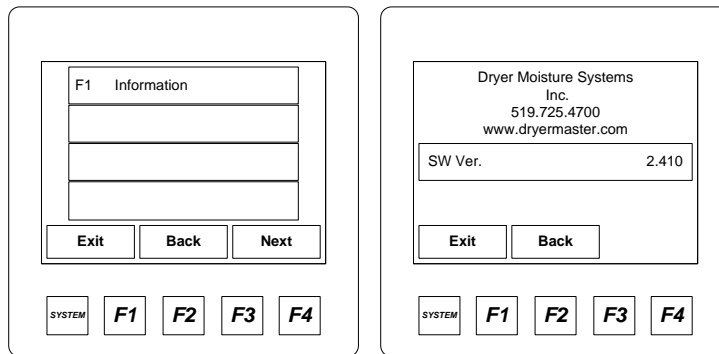 F1 Information
Exit Back Next
SYSTEM F1 F2 F3 F4
Dryer Moisture Systems
Inc.
519.725.4700
www.dryermaster.com
SW Ver. 2.410
Exit Back
SYSTEM F1 F2 F3 F4